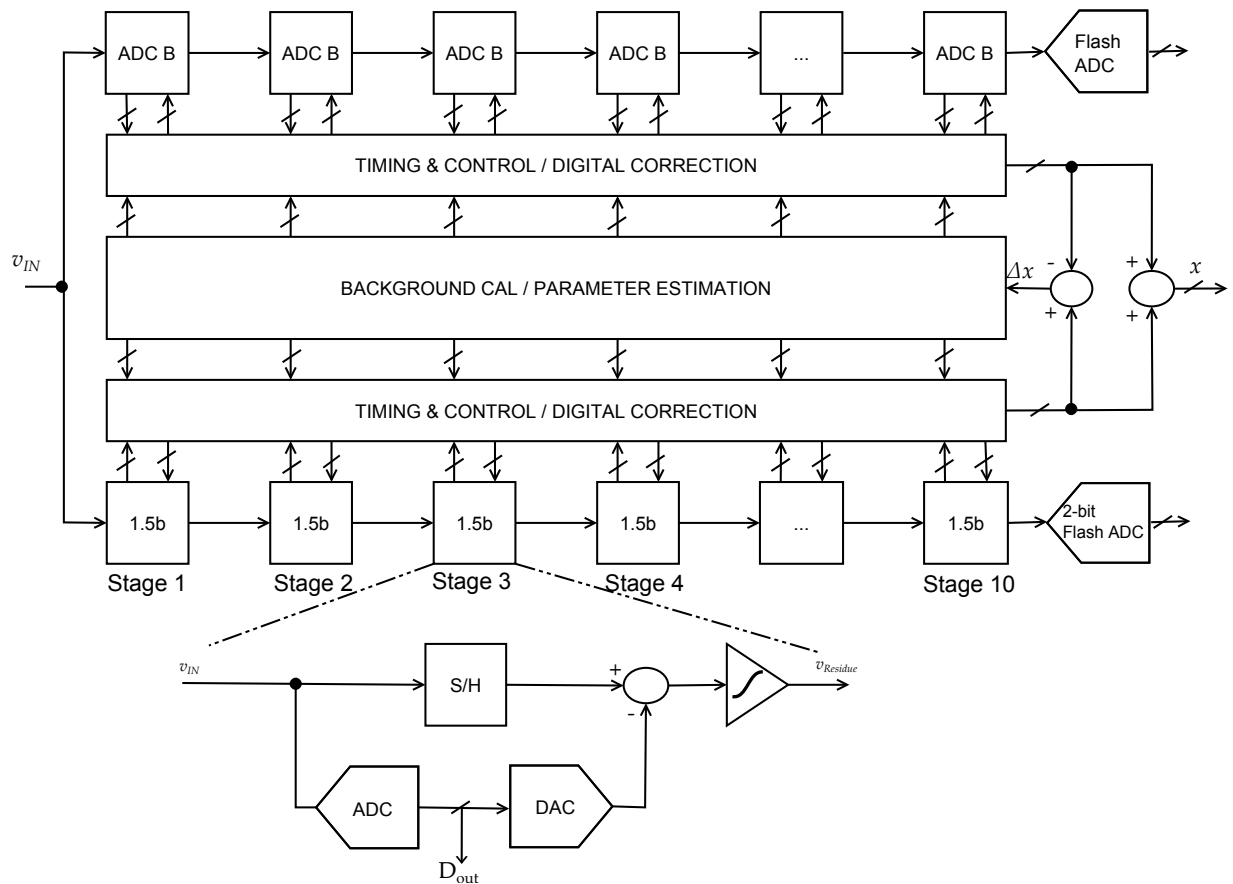 ADC B
ADC B
ADC B
ADC B
...
ADC B
Flash
ADC
TIMING & CONTROL / DIGITAL CORRECTION
v_IN
BACKGROUND CAL / PARAMETER ESTIMATION
Δx
-
+
+
+
x
TIMING & CONTROL / DIGITAL CORRECTION
1.5b
1.5b
1.5b
1.5b
...
1.5b
2-bit
Flash ADC
Stage 1
Stage 2
Stage 3
Stage 4
Stage 10
v_IN
S/H
+
-
v_Residue
ADC
DAC
D_out